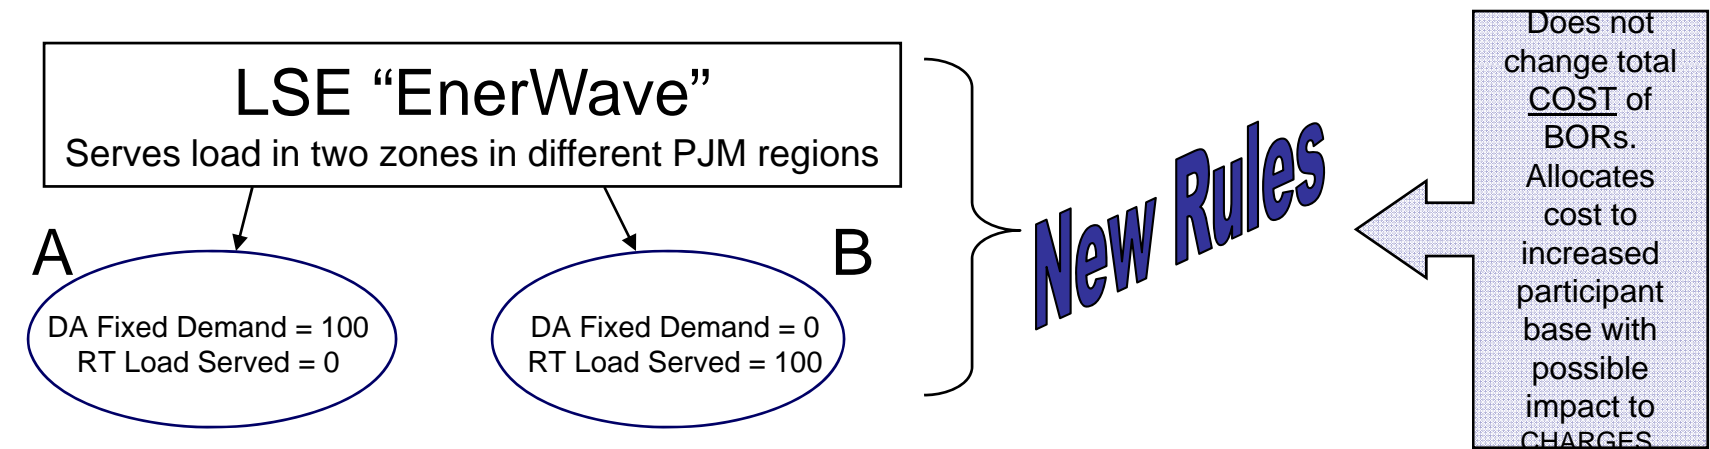 LSE “EnerWave”
Serves load in two zones in different PJM regions
A
B
DA Fixed Demand = 100
RT Load Served = 0
DA Fixed Demand = 0
RT Load Served = 100
New Rules
Does not
change total
COST of
BORs.
Allocates
cost to
increased
participant
base with
possible
impact to
CHARGES